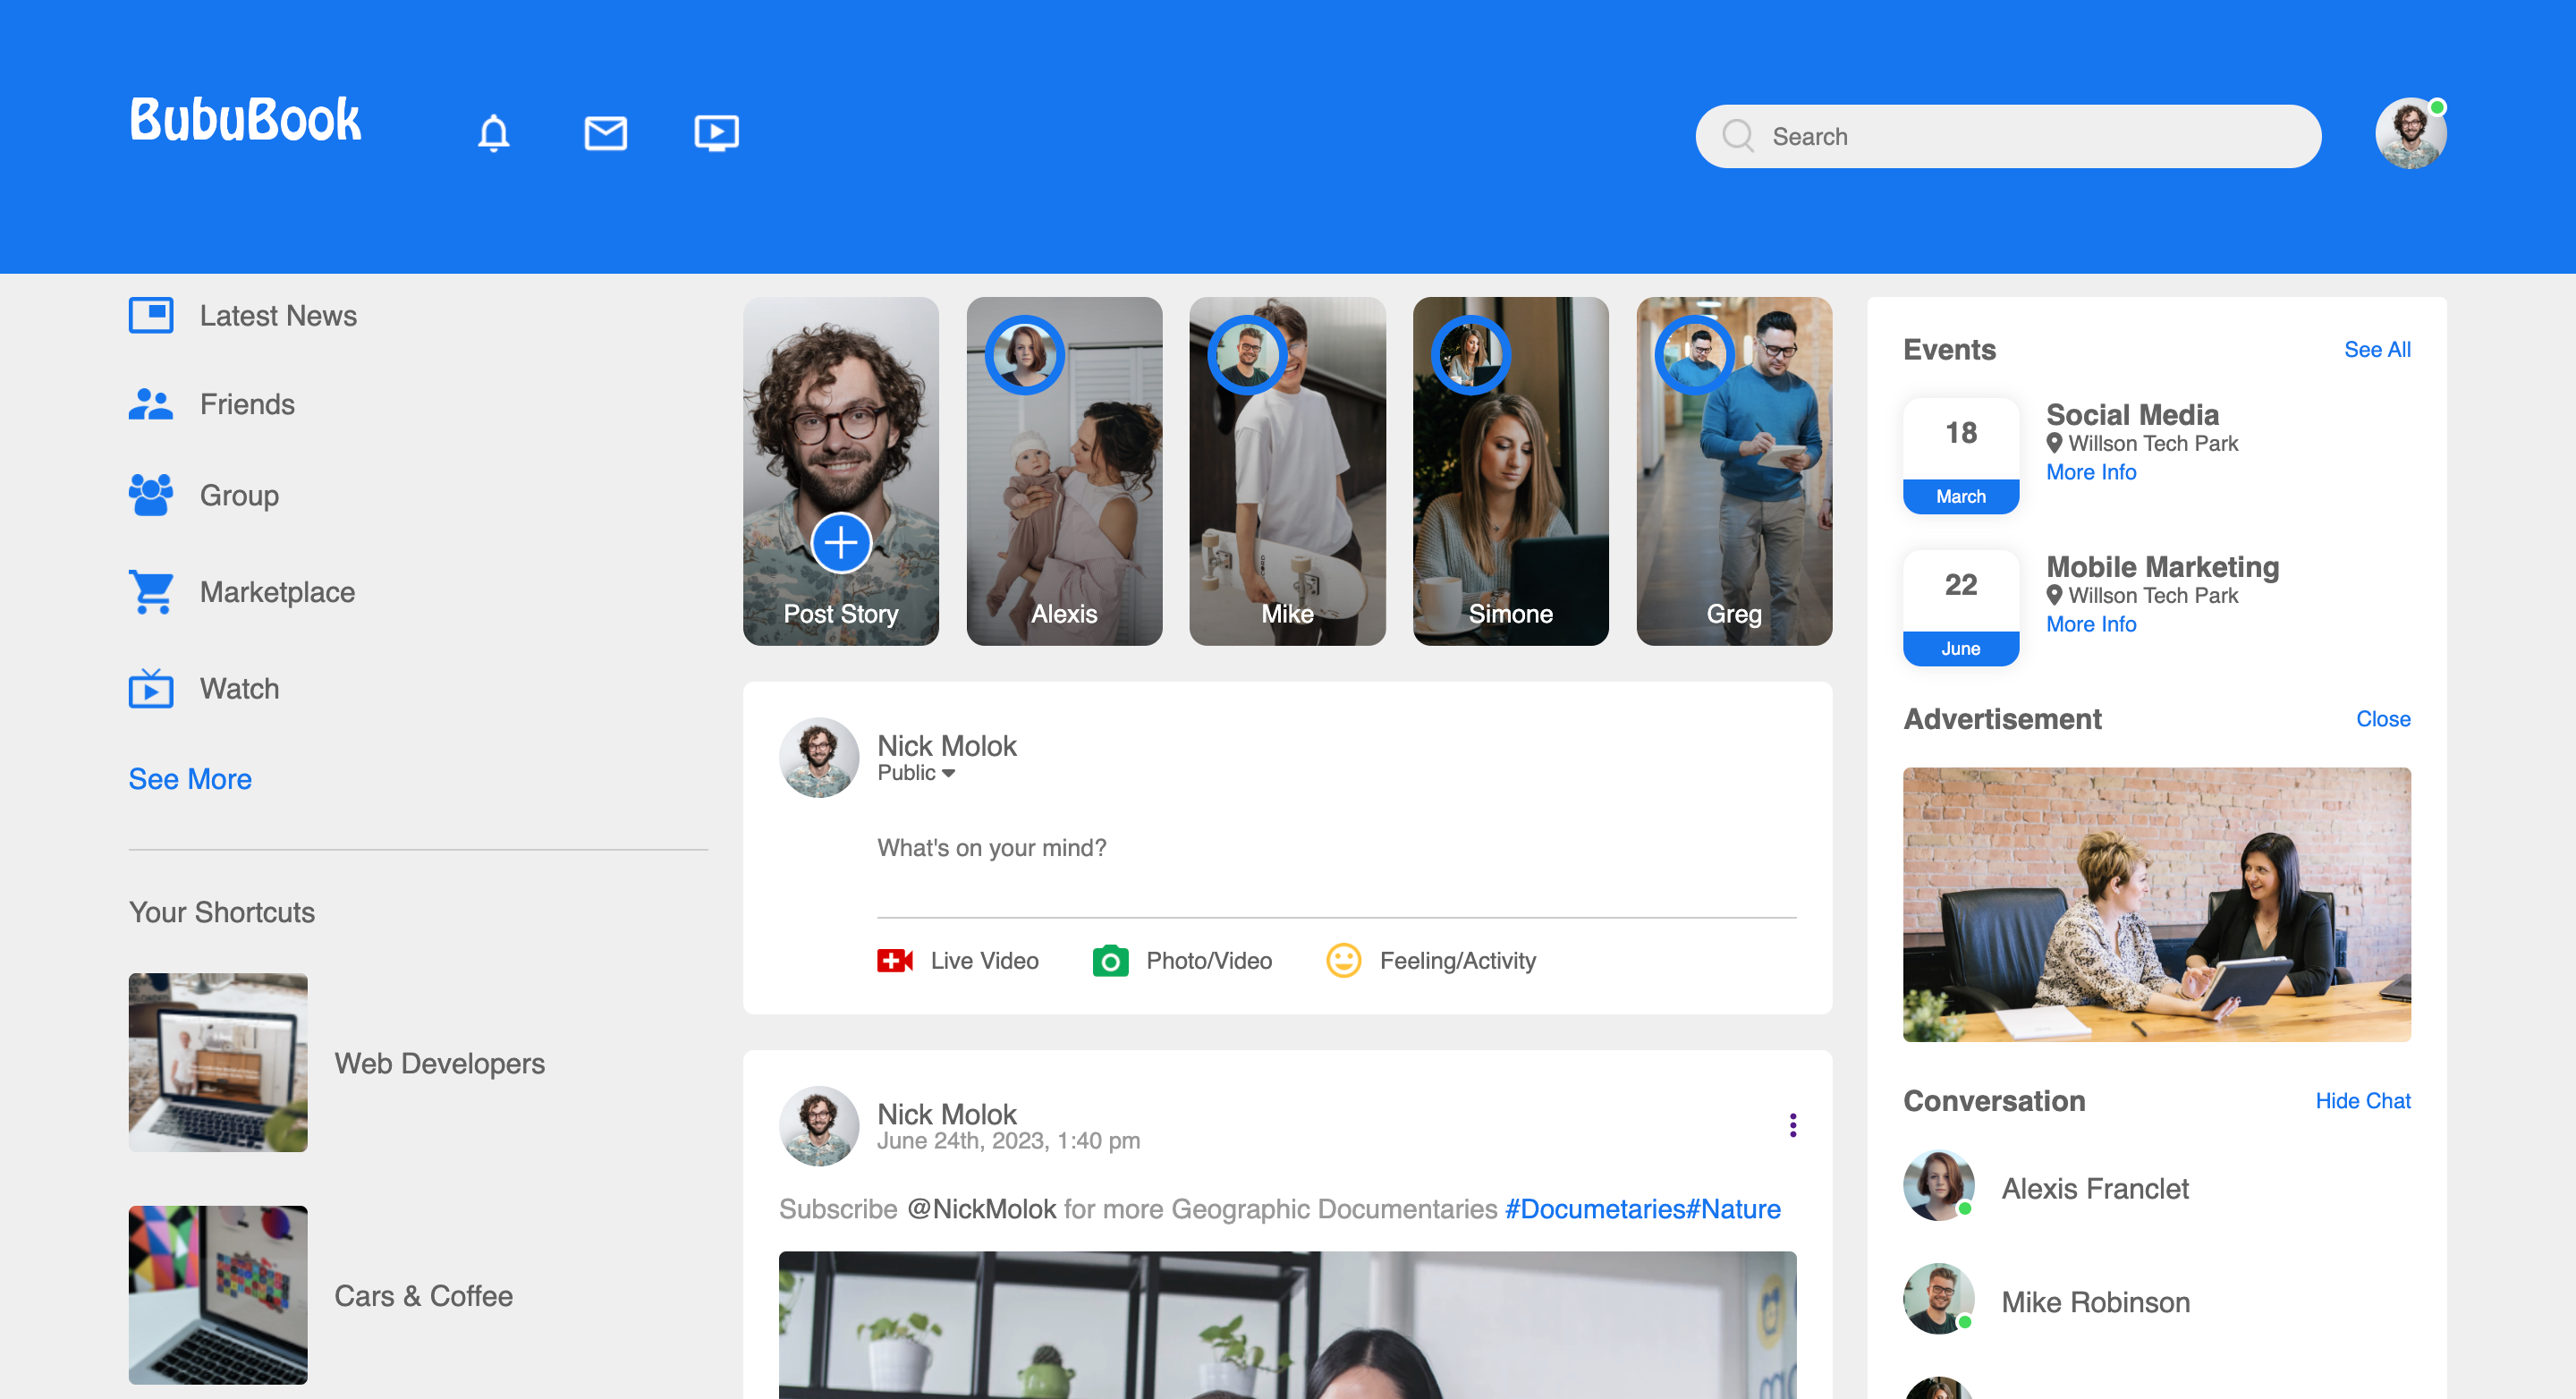 BubuBook
Search
Latest News
Friends
Group
Marketplace
Watch
See More
Your Shortcuts
Web Developers
Cars & Coffee
Post Story
Alexis
Mike
Simone
Greg
Nick Molok
Public
What's on your mind?
Live Video
Photo/Video
Feeling/Activity
Nick Molok
June 24th, 2023, 1:40 pm
Subscribe @NickMolok for more Geographic Documentaries #Documetaries#Nature
Events
See All
18
March
Social Media
Willson Tech Park
More Info
22
June
Mobile Marketing
Willson Tech Park
More Info
Advertisement
Close
Conversation
Hide Chat
Alexis Franclet
Mike Robinson